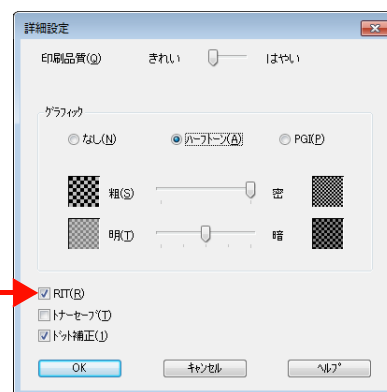 詳細設定
印刷品質(Q) きれい はやい
グラフィック
なし(N) ハーフトーン(A) PGI(P)
粗(S) 密
明(T) 暗
RIT(R)
トナーセーブ(T)
ドット補正(1)
OK キャンセル ヘルプ